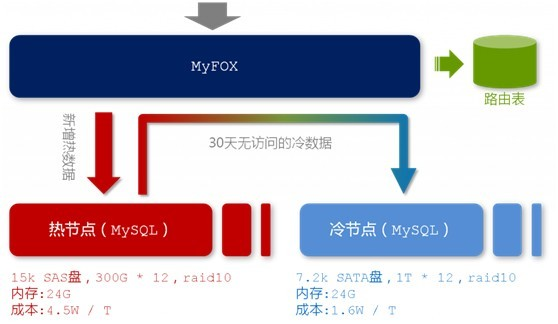 MyFOX
路由表
新增热数据
30天无访问的冷数据
热节点（MySQL）
冷节点（MySQL）
15k SAS盘，300G * 12，raid10
内存:24G
成本:4.5W / T
7.2k SATA盘，1T * 12，raid10
内存:24G
成本:1.6W / T